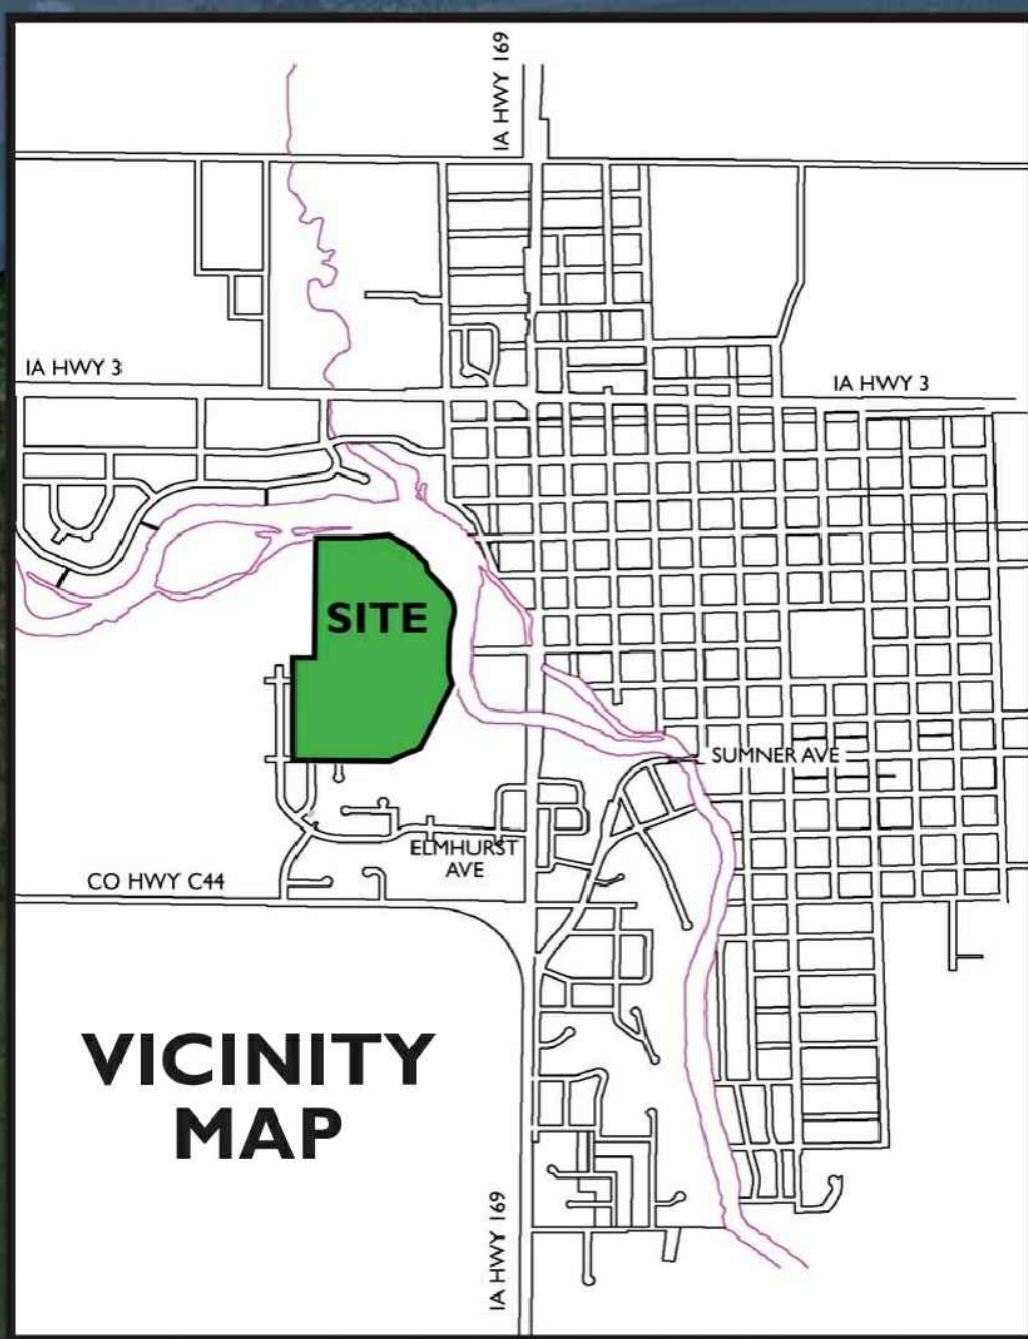 IA HWY 169
IA HWY 3
IA HWY 3
SITE
SUMNER AVE
ELMHURST
AVE
CO HWY C44
VICINITY
MAP
IA HWY 169